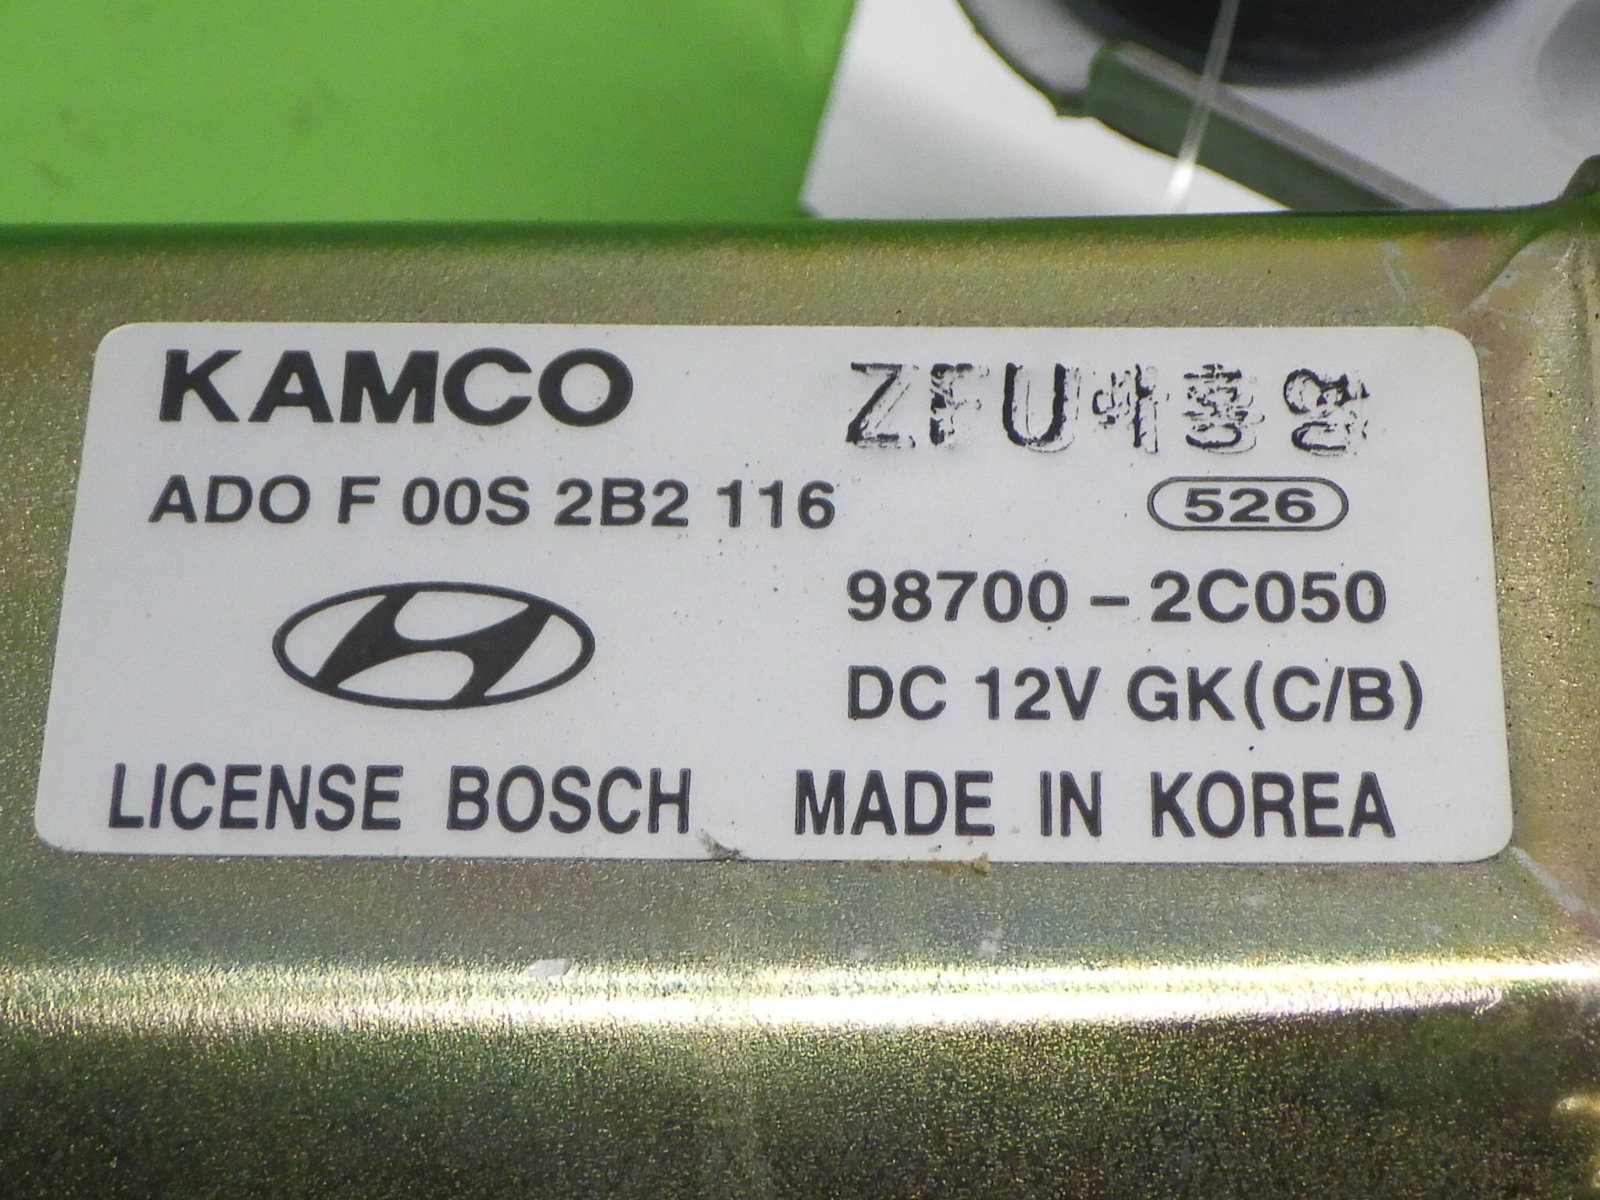 KAMCO
ADO F 00S 2B2 116
526
98700-2C050
DC 12V GK(C/B)
LICENSE BOSCH MADE IN KOREA